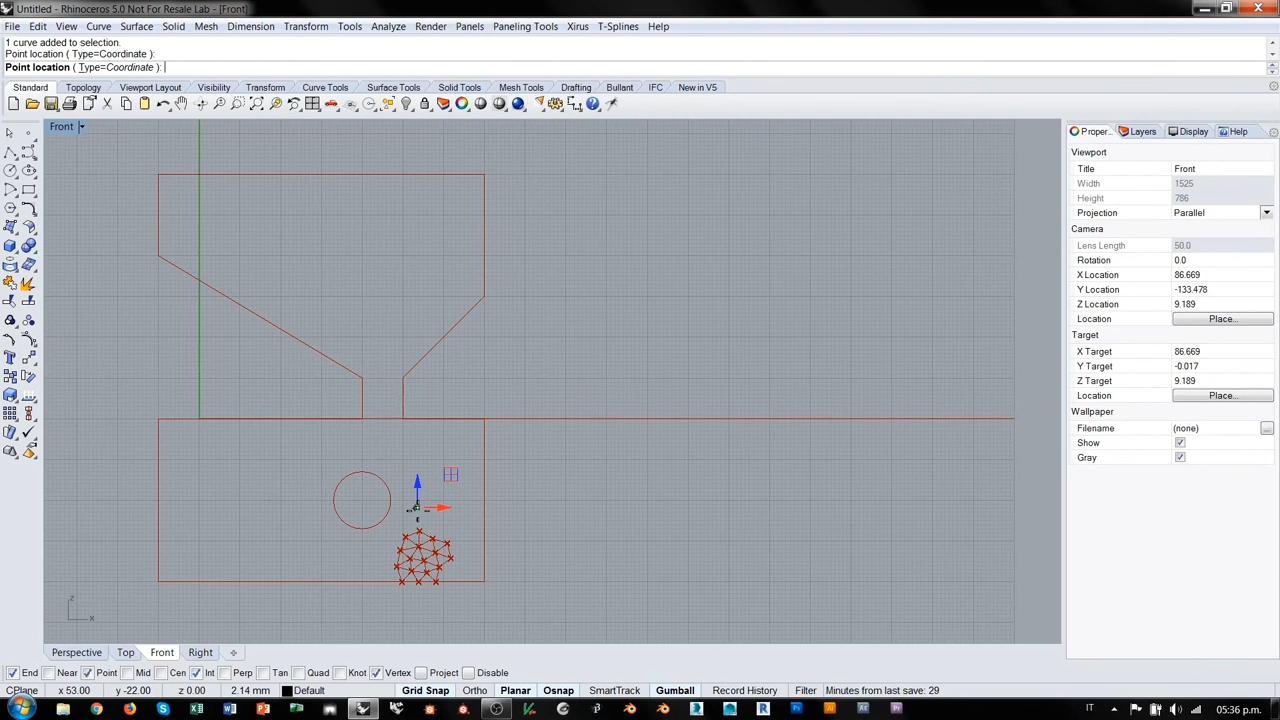 Untitled - Rhinoceros 5.0 Not For Resale Lab - [Front]
File Edit View Curve Surface Solid Mesh Dimension Transform Tools Analyze Render Panels Paneling Tools Xirus T-Splines Help
1 curve added to selection.
Point location ( Type=Coordinate ):
Point location ( Type=Coordinate ):
Standard Topology Viewport Layout Visibility Transform Curve Tools Surface Tools Solid Tools Mesh Tools Drafting Bullant IFC New in V5
Front
Proper... Layers Display Help
Viewport
Title Front
Width 1525
Height 786
Projection Parallel
Camera
Lens Length 50.0
Rotation 0.0
X Location 86.669
Y Location -133.478
Z Location 9.189
Location Place...
Target
X Target 86.669
Y Target -0.017
Z Target 9.189
Location Place...
Wallpaper
Filename (none) ...
Show
Gray
z
x
Perspective Top Front Right
End Near Point Mid Cen Int Perp Tan Quad Knot Vertex Project Disable
CPlane x 53.00 y -22.00 z 0.00 2.14 mm Default Grid Snap Ortho Planar Osnap SmartTrack Gumball Record History Filter Minutes from last save: 29
IT 05:36 p.m.